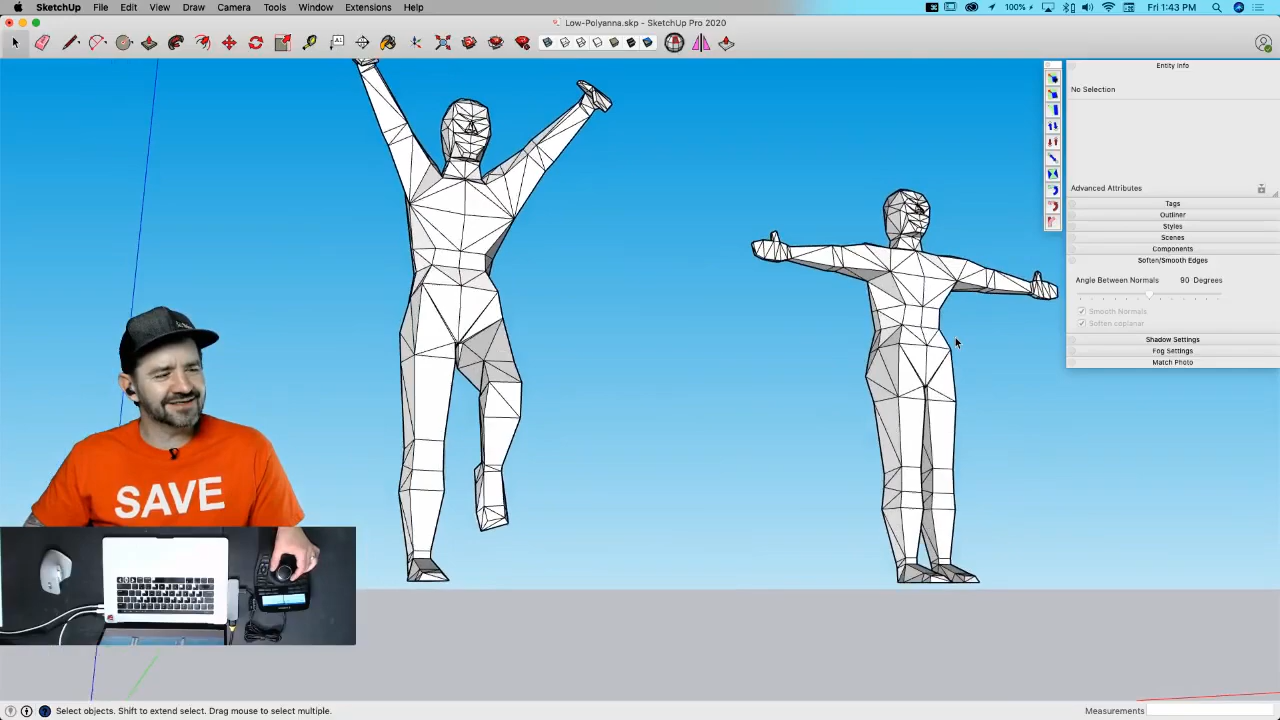 SketchUp File Edit View Draw Camera Tools Window Extensions Help 100% Fri 1:43 PM
Low-Polyanna.skp - SketchUp Pro 2020
Entity Info
No Selection
Advanced Attributes
Tags
Outliner
Styles
Scenes
Components
Soften/Smooth Edges
Angle Between Normals 90 Degrees
Smooth Normals
Soften coplanar
Shadow Settings
Fog Settings
Match Photo
SAVE
Select objects. Shift to extend select. Drag mouse to select multiple.
Measurements